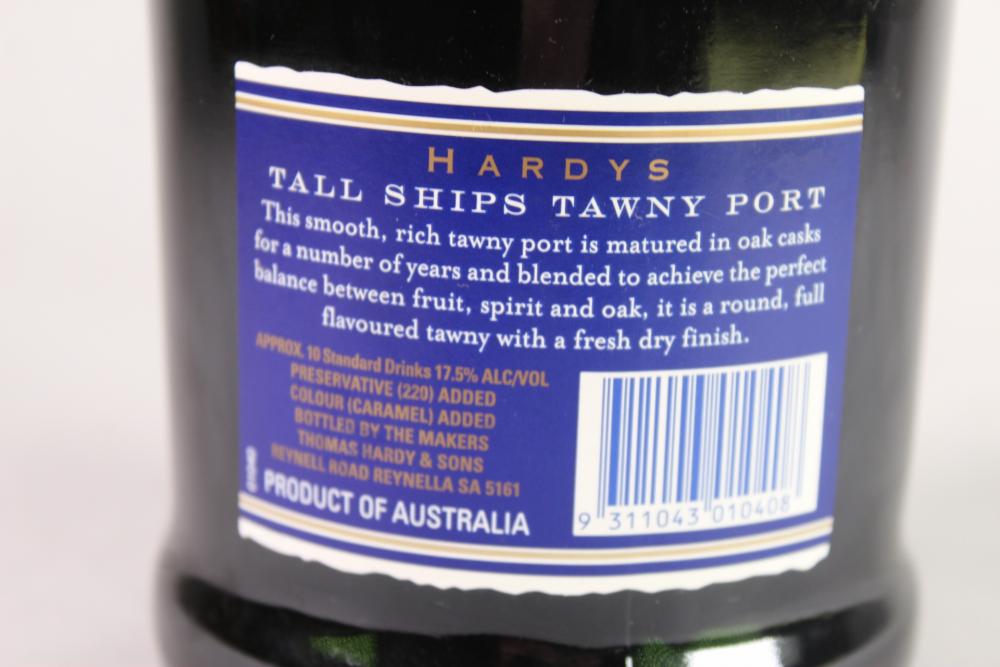 HARDYS
TALL SHIPS TAWNY PORT
This smooth, rich tawny port is matured in oak casks
for a number of years and blended to achieve the perfect
balance between fruit, spirit and oak, it is a round, full
flavoured tawny with a fresh dry finish.
APPROX. 10 Standard Drinks 17.5% ALC/VOL
PRESERVATIVE (220) ADDED
COLOUR (CARAMEL) ADDED
BOTTLED BY THE MAKERS
THOMAS HARDY & SONS
REYNELL ROAD REYNELLA SA 5161
PRODUCT OF AUSTRALIA
9 311043 010408